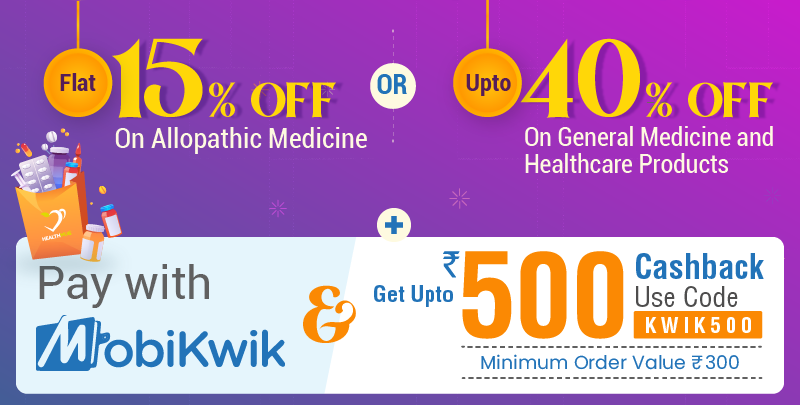 Flat 15% OFF
On Allopathic Medicine
OR
Upto 40% OFF
On General Medicine and
Healthcare Products
HEALTHMUG
+
Pay with
MobiKwik
&
Get Upto ₹500
Cashback
Use Code
KWIK500
Minimum Order Value ₹300